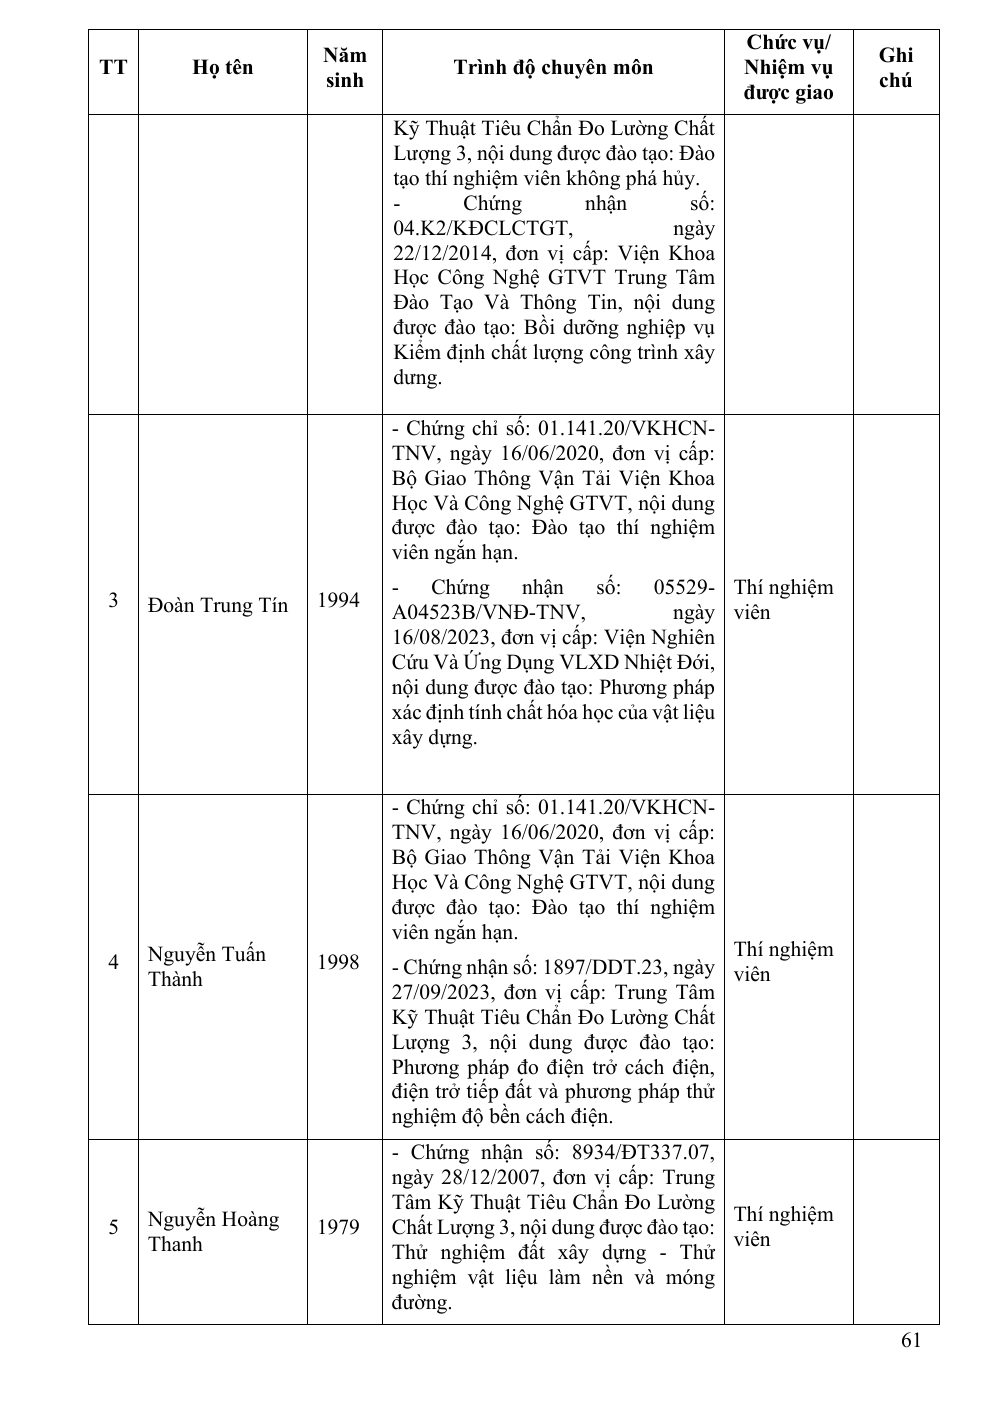 TT
Họ tên
Năm
sinh
Trình độ chuyên môn
Chức vụ/
Nhiệm vụ
được giao
Ghi
chú
Kỹ Thuật Tiêu Chẩn Đo Lường Chất
Lượng 3, nội dung được đào tạo: Đào
tạo thí nghiệm viên không phá hủy.
- Chứng nhận số:
04.K2/KĐCLCTGT, ngày
22/12/2014, đơn vị cấp: Viện Khoa
Học Công Nghệ GTVT Trung Tâm
Đào Tạo Và Thông Tin, nội dung
được đào tạo: Bồi dưỡng nghiệp vụ
Kiểm định chất lượng công trình xây
dưng.
3
Đoàn Trung Tín
1994
- Chứng chỉ số: 01.141.20/VKHCN-
TNV, ngày 16/06/2020, đơn vị cấp:
Bộ Giao Thông Vận Tải Viện Khoa
Học Và Công Nghệ GTVT, nội dung
được đào tạo: Đào tạo thí nghiệm
viên ngắn hạn.
- Chứng nhận số: 05529-
A04523B/VNĐ-TNV, ngày
16/08/2023, đơn vị cấp: Viện Nghiên
Cứu Và Ứng Dụng VLXD Nhiệt Đới,
nội dung được đào tạo: Phương pháp
xác định tính chất hóa học của vật liệu
xây dựng.
Thí nghiệm
viên
4
Nguyễn Tuấn
Thành
1998
- Chứng chỉ số: 01.141.20/VKHCN-
TNV, ngày 16/06/2020, đơn vị cấp:
Bộ Giao Thông Vận Tải Viện Khoa
Học Và Công Nghệ GTVT, nội dung
được đào tạo: Đào tạo thí nghiệm
viên ngắn hạn.
- Chứng nhận số: 1897/DDT.23, ngày
27/09/2023, đơn vị cấp: Trung Tâm
Kỹ Thuật Tiêu Chẩn Đo Lường Chất
Lượng 3, nội dung được đào tạo:
Phương pháp đo điện trở cách điện,
điện trở tiếp đất và phương pháp thử
nghiệm độ bền cách điện.
Thí nghiệm
viên
5
Nguyễn Hoàng
Thanh
1979
- Chứng nhận số: 8934/ĐT337.07,
ngày 28/12/2007, đơn vị cấp: Trung
Tâm Kỹ Thuật Tiêu Chẩn Đo Lường
Chất Lượng 3, nội dung được đào tạo:
Thử nghiệm đất xây dựng - Thử
nghiệm vật liệu làm nền và móng
đường.
Thí nghiệm
viên
61